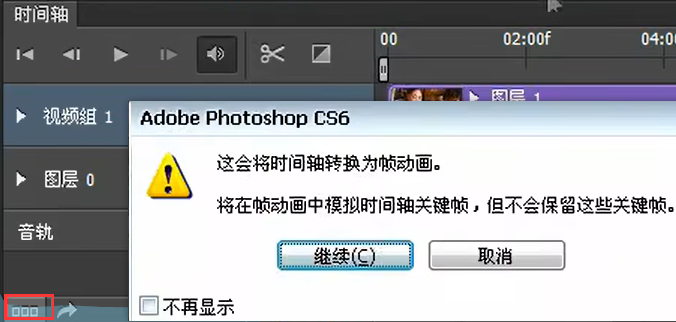 时间轴
00 02:00f 04:00
图层 1
视频组 1
Adobe Photoshop CS6
这会将时间轴转换为帧动画。
图层 0
将在帧动画中模拟时间轴关键帧，但不会保留这些关键帧。
音轨
继续(C) 取消
不再显示